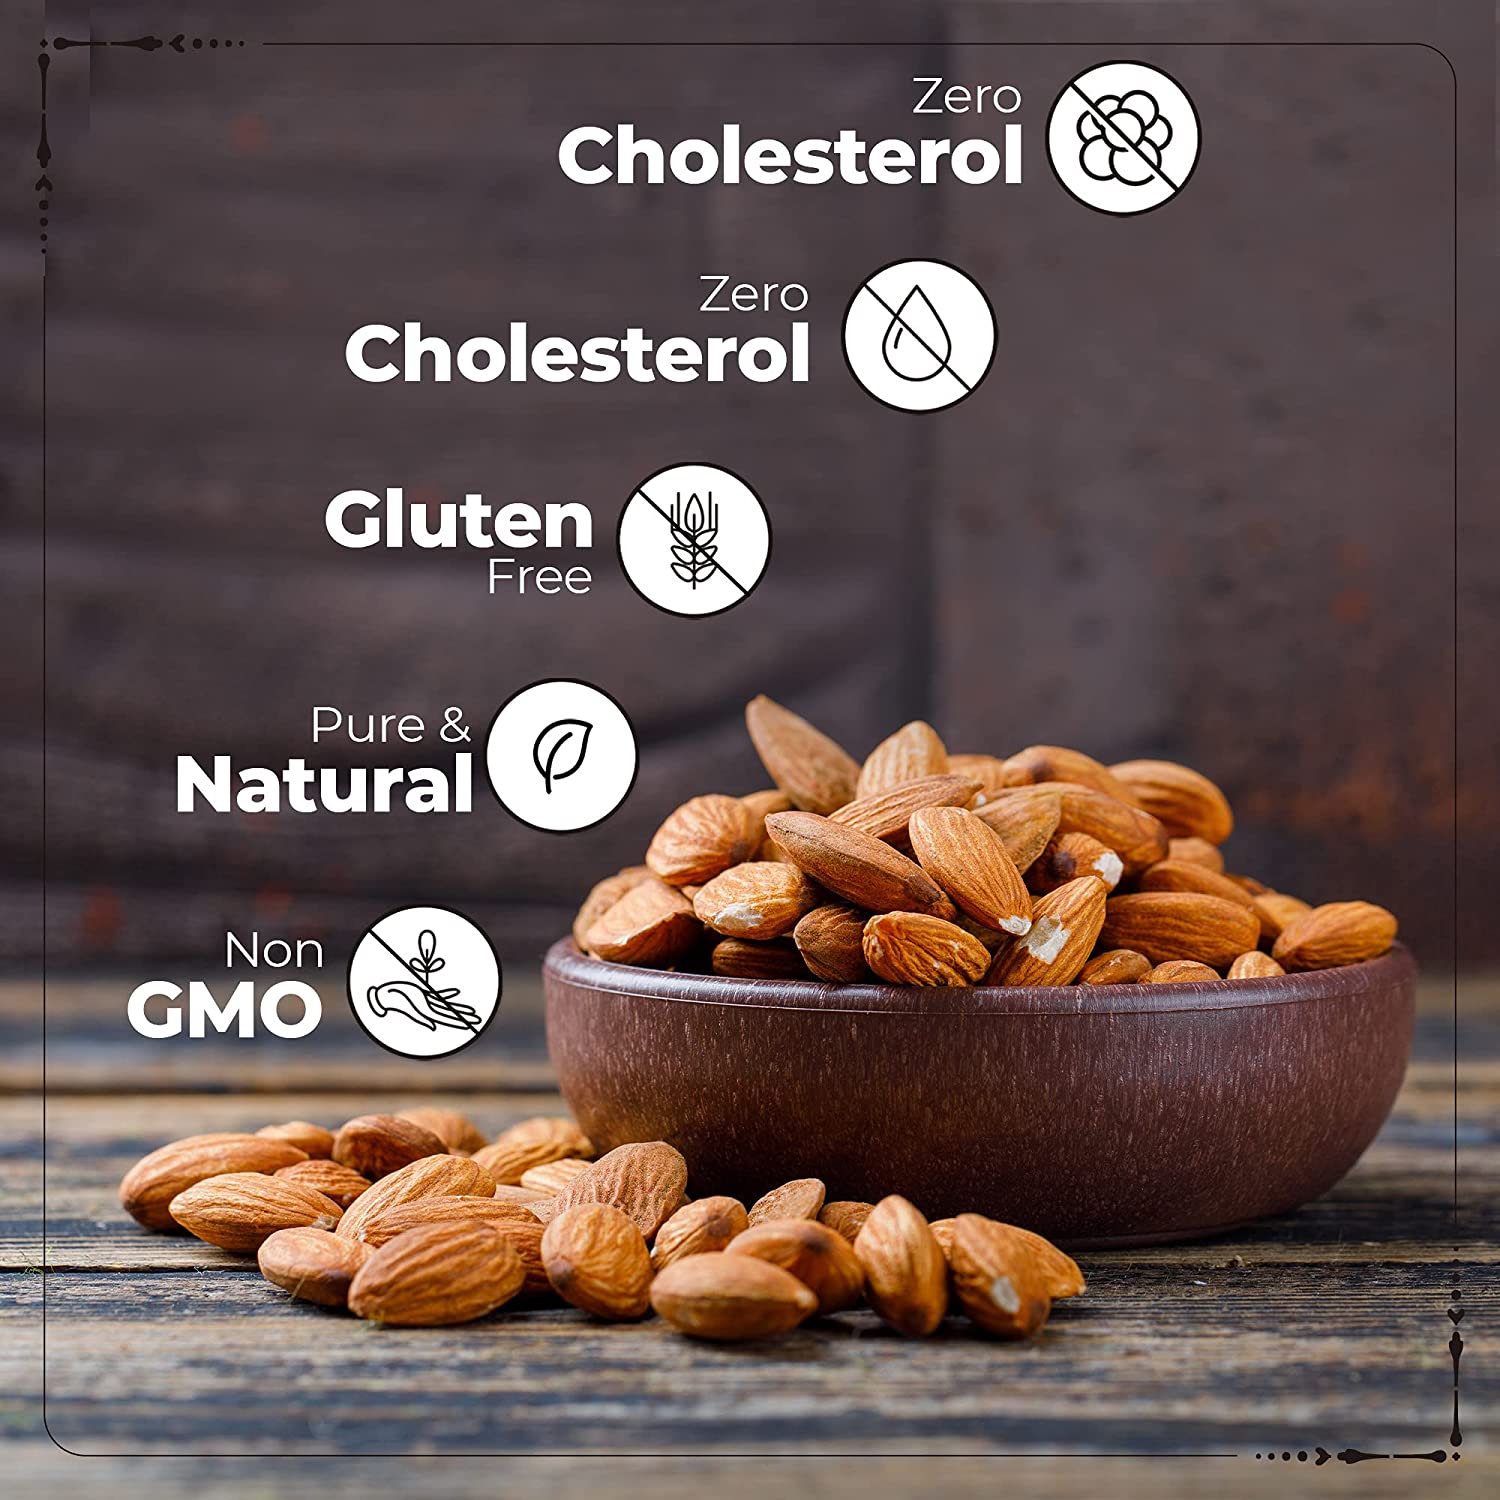 Zero
Cholesterol
Zero
Cholesterol
Gluten
Free
Pure &
Natural
Non
GMO